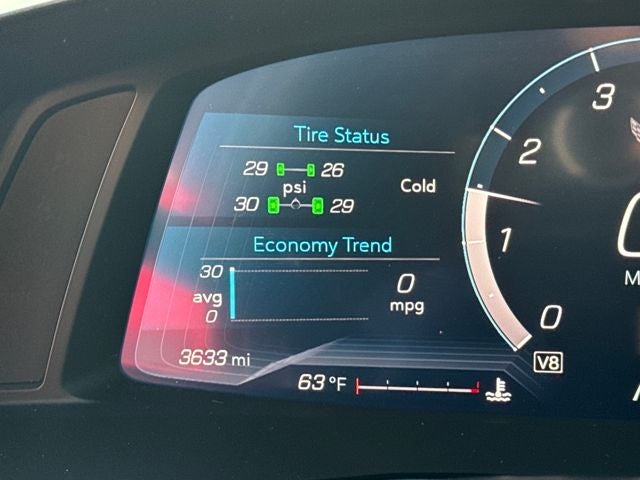 Tire Status
29 26
psi
Cold
30 29
Economy Trend
30
avg
0
0
mpg
3633 mi
63 °F
3
2
1
0
V8